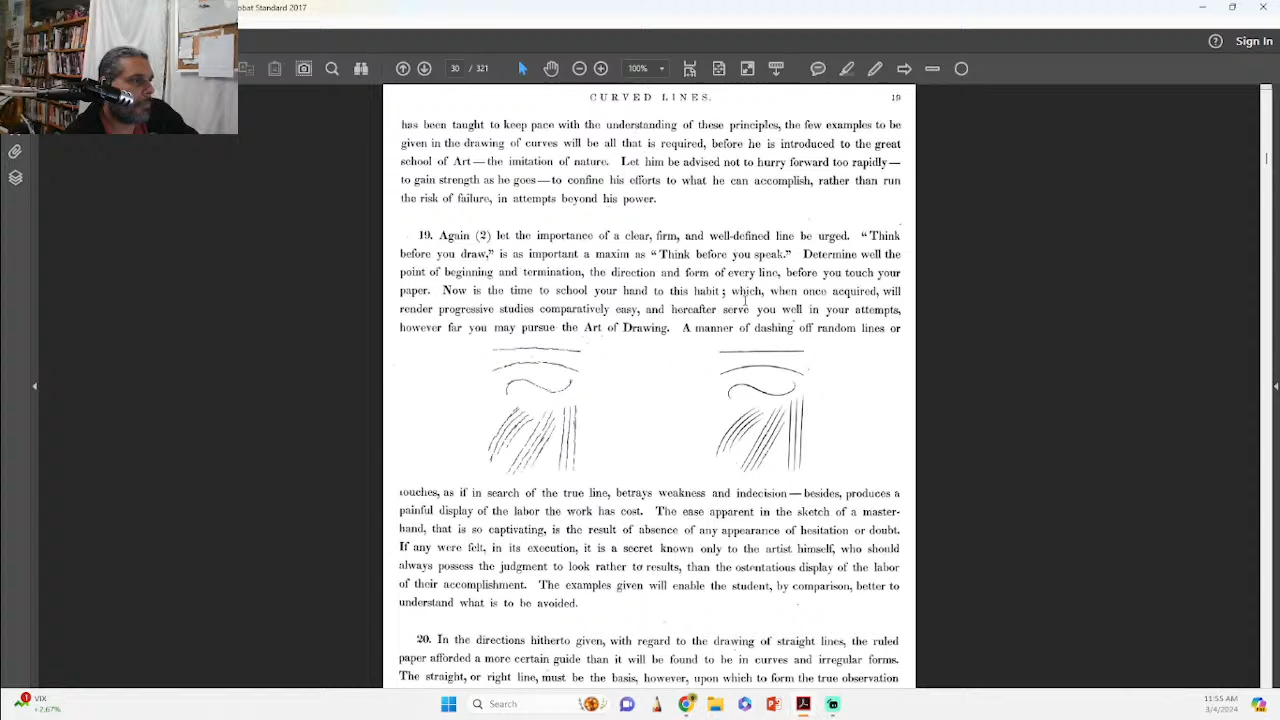 obat Standard 2017
Sign In
30 / 321
100%
CURVED LINES.
19
has been taught to keep pace with the understanding of these principles, the few examples to be
given in the drawing of curves will be all that is required, before he is introduced to the great
school of Art — the imitation of nature. Let him be advised not to hurry forward too rapidly—
to gain strength as he goes — to confine his efforts to what he can accomplish, rather than run
the risk of failure, in attempts beyond his power.
19. Again (2) let the importance of a clear, firm, and well-defined line be urged. “Think
before you draw,” is as important a maxim as “Think before you speak.” Determine well the
point of beginning and termination, the direction and form of every line, before you touch your
paper. Now is the time to school your hand to this habit; which, when once acquired, will
render progressive studies comparatively easy, and hereafter serve you well in your attempts,
however far you may pursue the Art of Drawing. A manner of dashing off random lines or
touches, as if in search of the true line, betrays weakness and indecision — besides, produces a
painful display of the labor the work has cost. The ease apparent in the sketch of a master-
hand, that is so captivating, is the result of absence of any appearance of hesitation or doubt.
If any were felt, in its execution, it is a secret known only to the artist himself, who should
always possess the judgment to look rather to results, than the ostentatious display of the labor
of their accomplishment. The examples given will enable the student, by comparison, better to
understand what is to be avoided.
20. In the directions hitherto given, with regard to the drawing of straight lines, the ruled
paper afforded a more certain guide than it will be found to be in curves and irregular forms.
The straight, or right line, must be the basis, however, upon which to form the true observation
1
VIX
+2.67%
Search
11:55 AM
3/4/2024